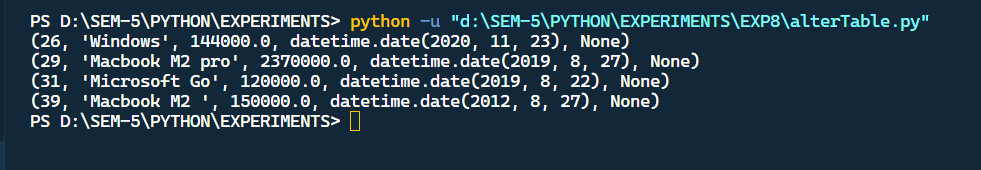 PS D:\SEM-5\PYTHON\EXPERIMENTS> python -u "d:\SEM-5\PYTHON\EXPERIMENTS\EXP8\alterTable.py"
(26, 'Windows', 144000.0, datetime.date(2020, 11, 23), None)
(29, 'Macbook M2 pro', 2370000.0, datetime.date(2019, 8, 27), None)
(31, 'Microsoft Go', 120000.0, datetime.date(2019, 8, 22), None)
(39, 'Macbook M2 ', 150000.0, datetime.date(2012, 8, 27), None)
PS D:\SEM-5\PYTHON\EXPERIMENTS>